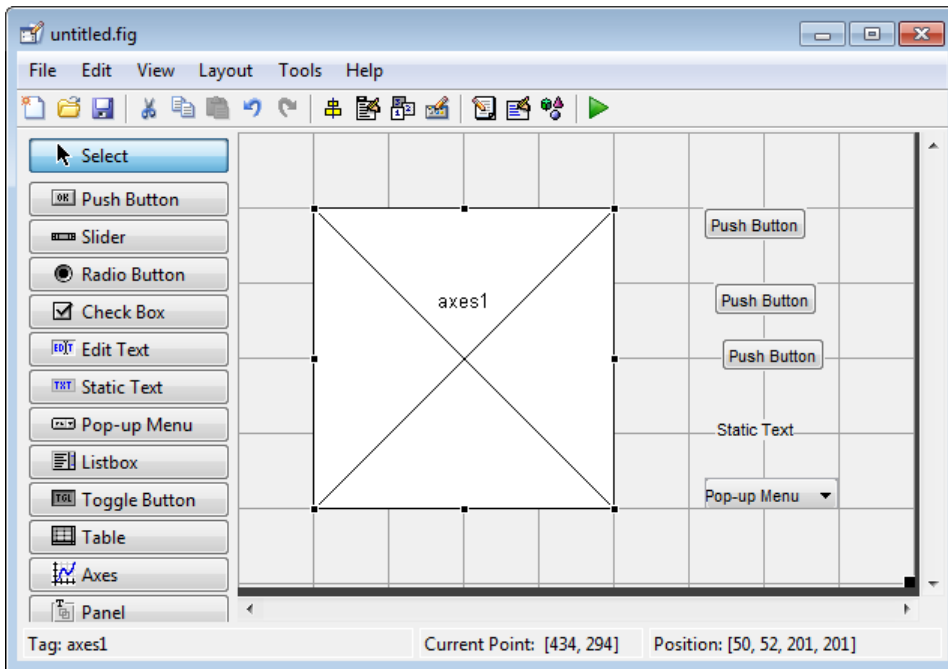 untitled.fig
File Edit View Layout Tools Help
Select
Push Button
Slider
Radio Button
Check Box
Edit Text
Static Text
Pop-up Menu
Listbox
Toggle Button
Table
Axes
Panel
axes1
Push Button
Push Button
Push Button
Static Text
Pop-up Menu
Tag: axes1 Current Point: [434, 294] Position: [50, 52, 201, 201]